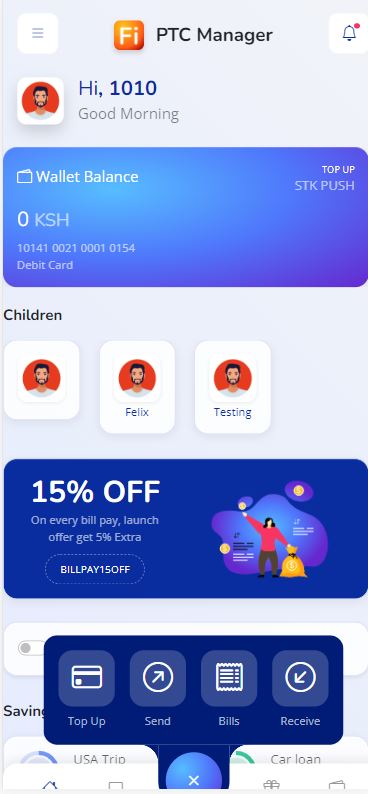 Fi PTC Manager
Hi, 1010
Good Morning
Wallet Balance
TOP UP
STK PUSH
0 KSH
10141 0021 0001 0154
Debit Card
Children
Felix
Testing
15% OFF
On every bill pay, launch
offer get 5% Extra
BILLPAY15OFF
Top Up
Send
Bills
Receive
USA Trip
Car loan